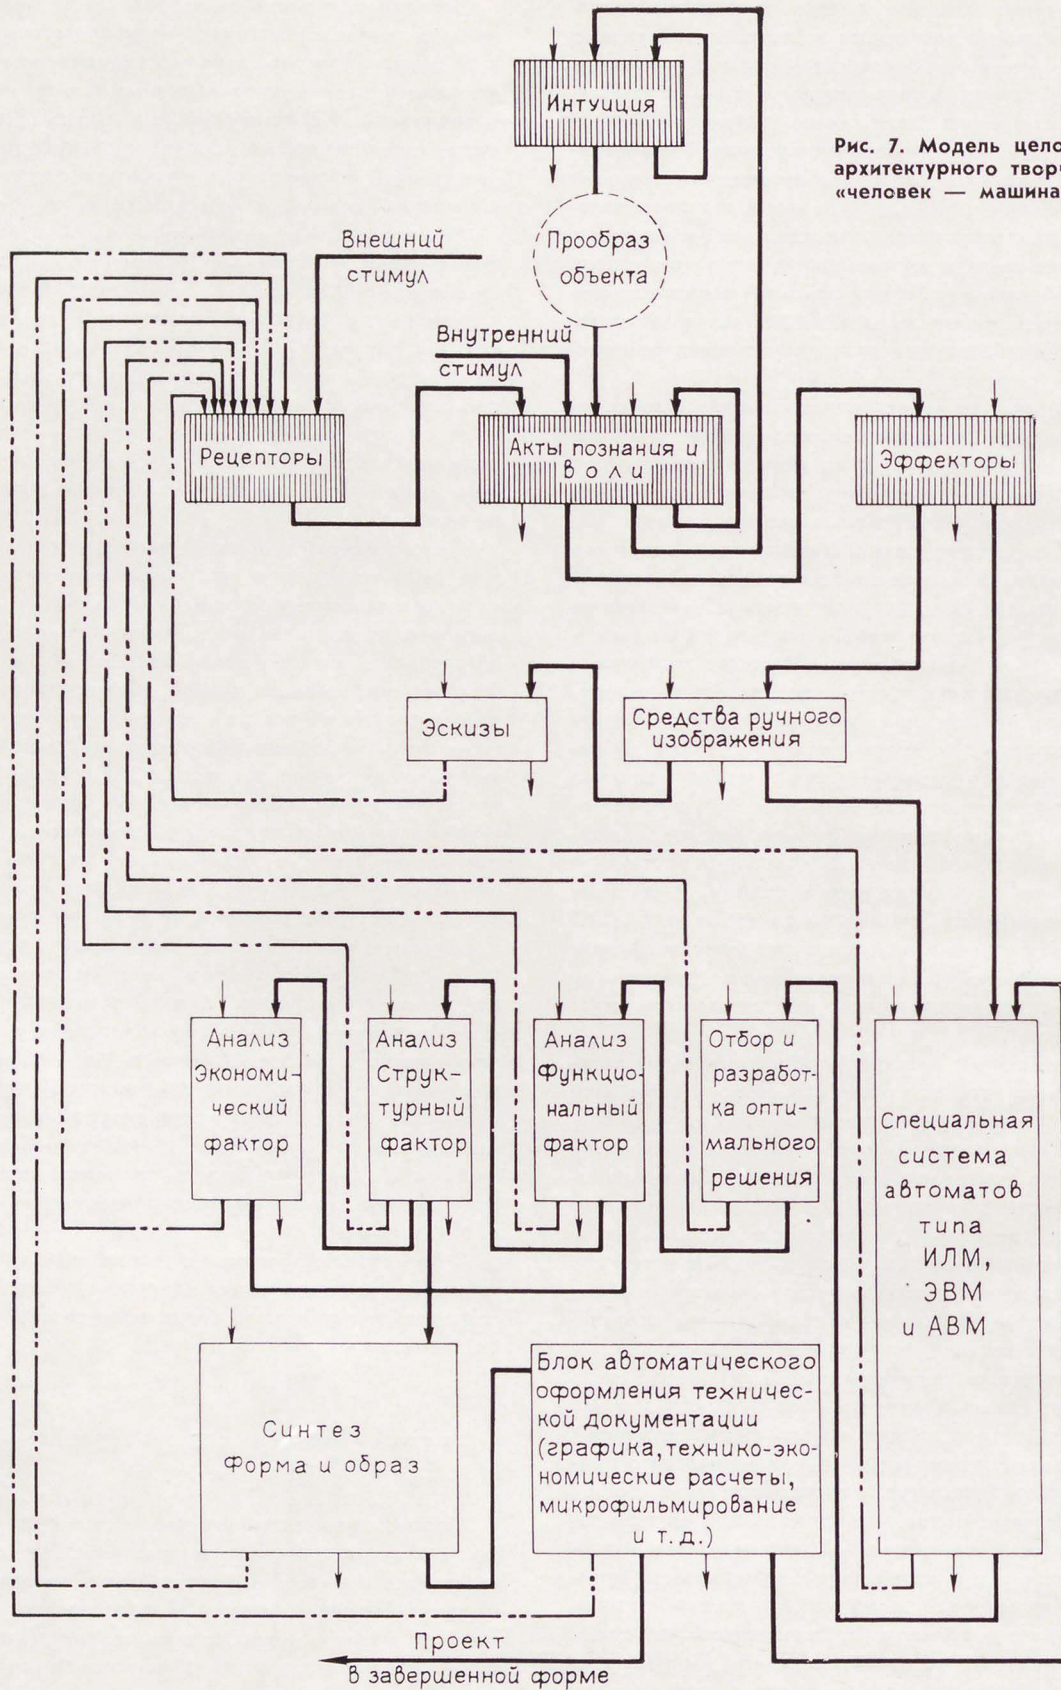 Интуиция
Рис. 7. Модель цело
архитектурного творч
«человек — машина
Прообраз
объекта
Внешний
стимул
Внутренний
стимул
Рецепторы
Акты познания и
воли
Эффекторы
Эскизы
Средства ручного
изображения
Анализ
Экономи-
ческий
фактор
Анализ
Струк-
турный
фактор
Анализ
Функцио-
нальный
фактор
Отбор и
разработ-
ка опти-
мального
решения
Специальная
система
автоматов
типа
ИЛМ,
ЭВМ
и АВМ
Синтез
Форма и образ
Блок автоматического
оформления техничес-
кой документации
(графика, технико-эко-
номические расчеты,
микрофильмирование
и т.д.)
Проект
в завершенной форме